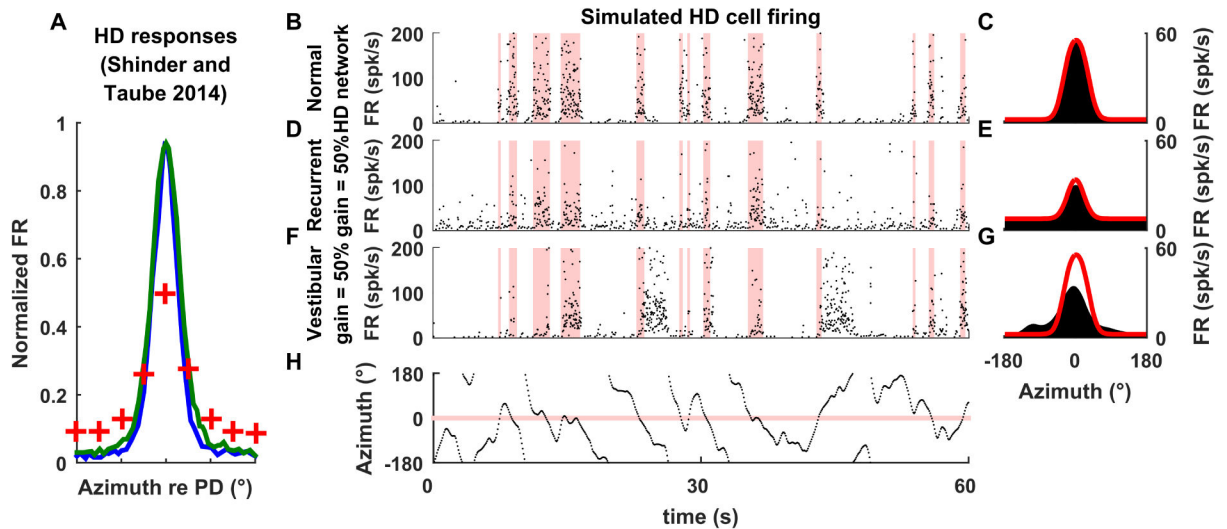 A
HD responses
(Shinder and
Taube 2014)
Normalized FR
1
0.8
0.6
0.4
0.2
0
Azimuth re PD (°)
Simulated HD cell firing
B
Normal
HD network
FR (spk/s)
200
100
0
C
60
0
FR (spk/s)
D
Recurrent
gain = 50%
FR (spk/s)
200
100
0
E
60
0
FR (spk/s)
F
Vestibular
gain = 50%
FR (spk/s)
200
100
0
G
60
0
FR (spk/s)
-180 0 180
Azimuth (°)
H
Azimuth (°)
180
0
-180
0 30 60
time (s)